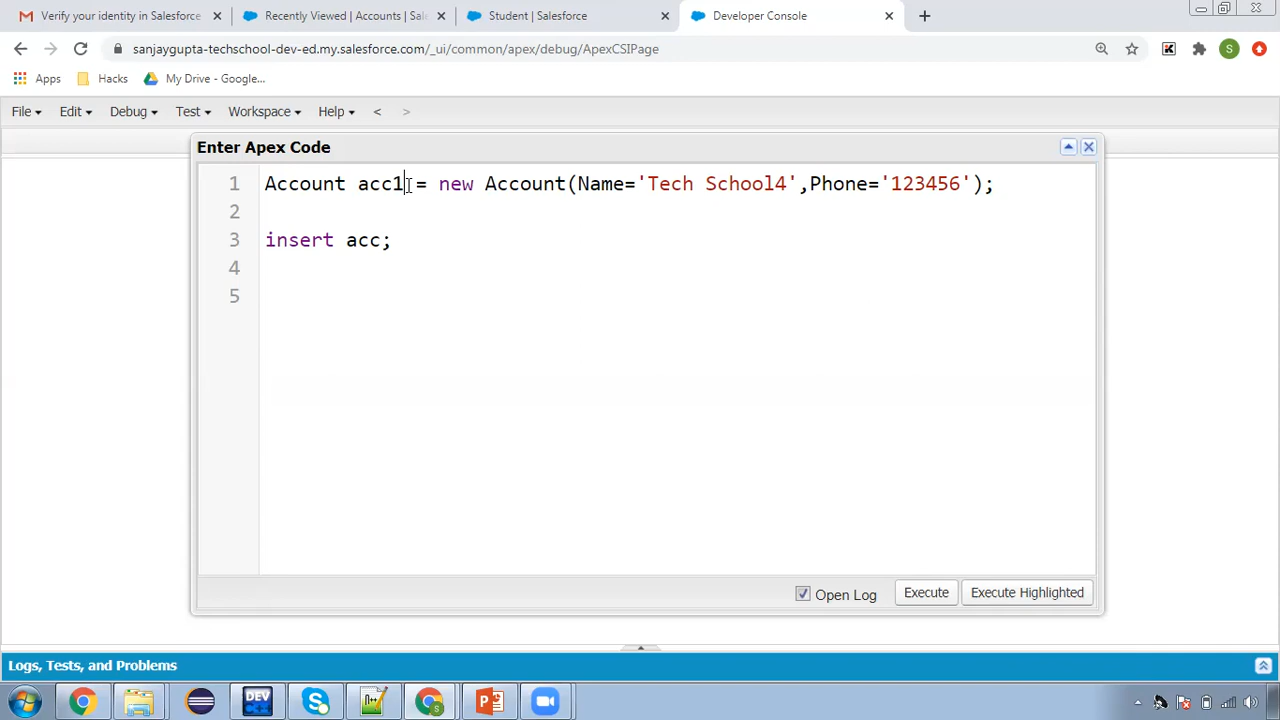 Verify your identity in Salesforce
Recently Viewed | Accounts | Sal
Student | Salesforce
Developer Console
sanjaygupta-techschool-dev-ed.my.salesforce.com/_ui/common/apex/debug/ApexCSIPage
S
Apps
Hacks
My Drive - Google...
File
Edit
Debug
Test
Workspace
Help
<
>
Enter Apex Code
1 Account acc1 = new Account(Name='Tech School4',Phone='123456');
2
3 insert acc;
4
5
Open Log
Execute
Execute Highlighted
Logs, Tests, and Problems
DEV
C++